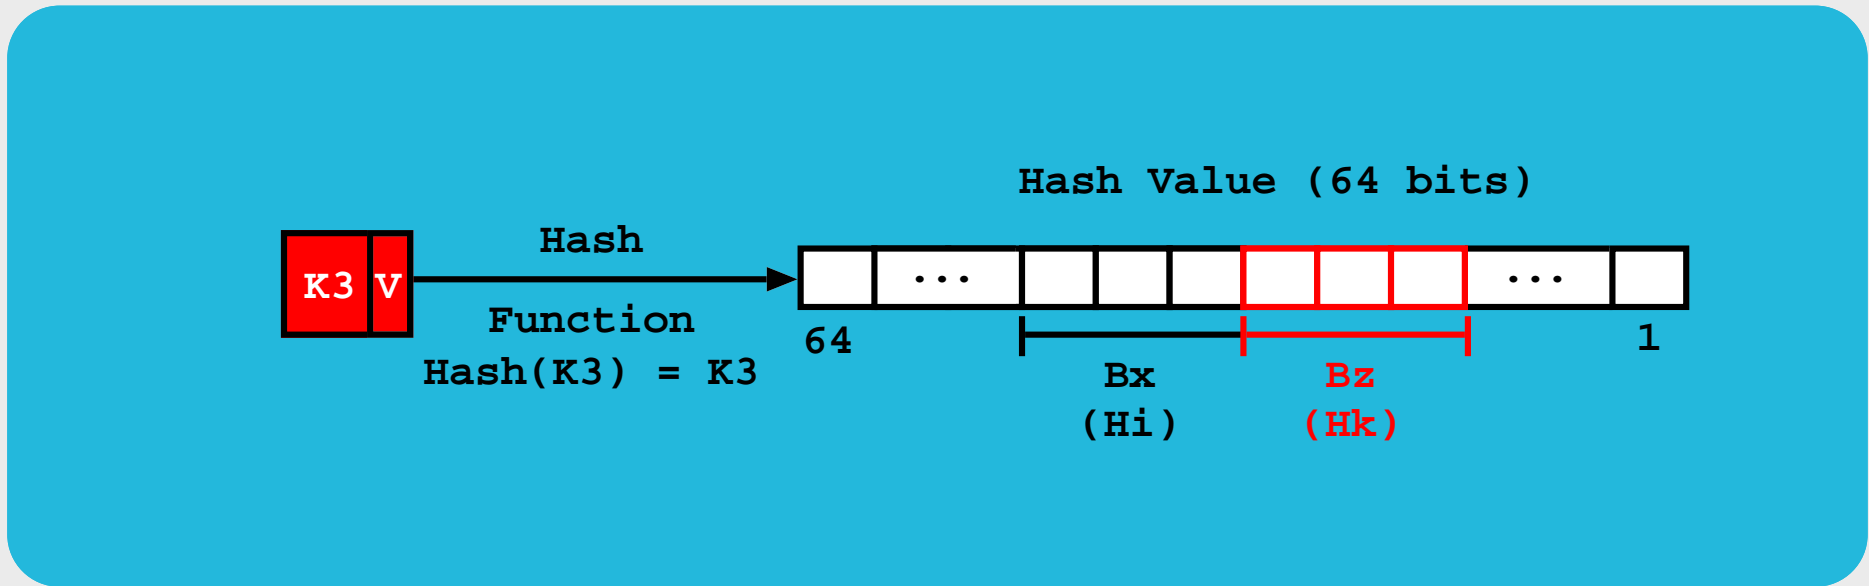 Hash Value (64 bits)
K3 V
Hash
Function
Hash(K3) = K3
...
...
64
1
Bx
(Hi)
Bz
(Hk)